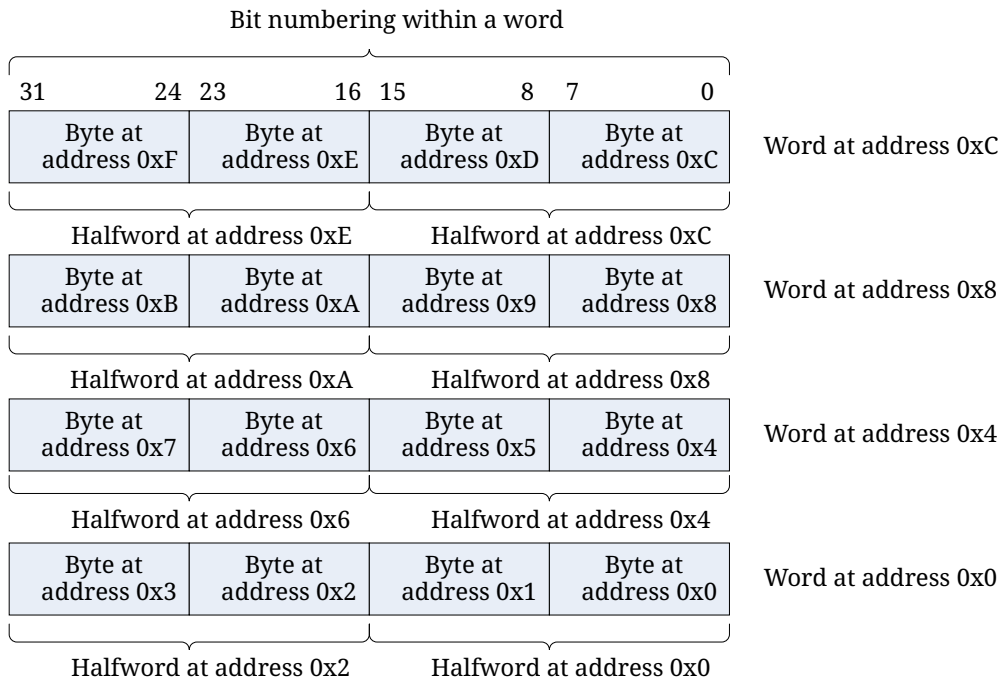 Bit numbering within a word
31 24 23 16 15 8 7 0
Byte at Byte at Byte at Byte at
address 0xF address 0xE address 0xD address 0xC
Word at address 0xC
Halfword at address 0xE Halfword at address 0xC
Byte at Byte at Byte at Byte at
address 0xB address 0xA address 0x9 address 0x8
Word at address 0x8
Halfword at address 0xA Halfword at address 0x8
Byte at Byte at Byte at Byte at
address 0x7 address 0x6 address 0x5 address 0x4
Word at address 0x4
Halfword at address 0x6 Halfword at address 0x4
Byte at Byte at Byte at Byte at
address 0x3 address 0x2 address 0x1 address 0x0
Word at address 0x0
Halfword at address 0x2 Halfword at address 0x0